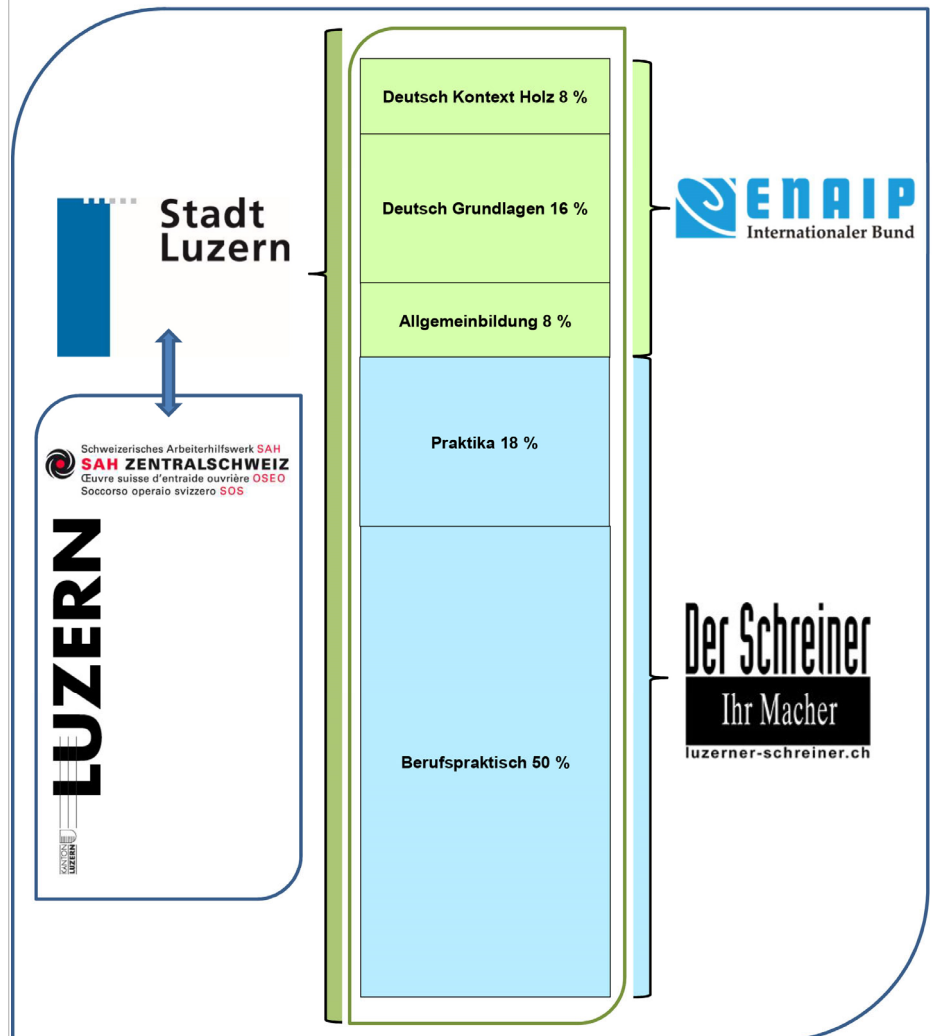 Deutsch Kontext Holz 8 %
Deutsch Grundlagen 16 %
Allgemeinbildung 8 %
Praktika 18 %
Berufspraktisch 50 %
Stadt
Luzern
Schweizerisches Arbeiterhilfswerk SAH
SAH ZENTRALSCHWEIZ
Œuvre suisse d'entraide ouvrière OSEO
Soccorso operaio svizzero SOS
LUZERN
KANTON
LUZERN
ENAIP
Internationaler Bund
Der Schreiner
Ihr Macher
luzerner-schreiner.ch